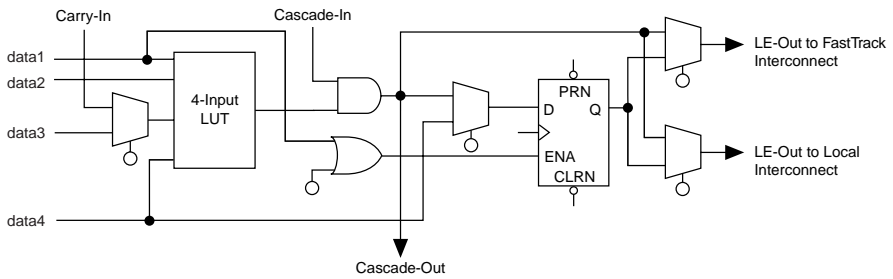 Carry-In
Cascade-In
data1
data2
data3
data4
4-Input
LUT
PRN
D
Q
ENA
CLRN
LE-Out to FastTrack
Interconnect
LE-Out to Local
Interconnect
Cascade-Out